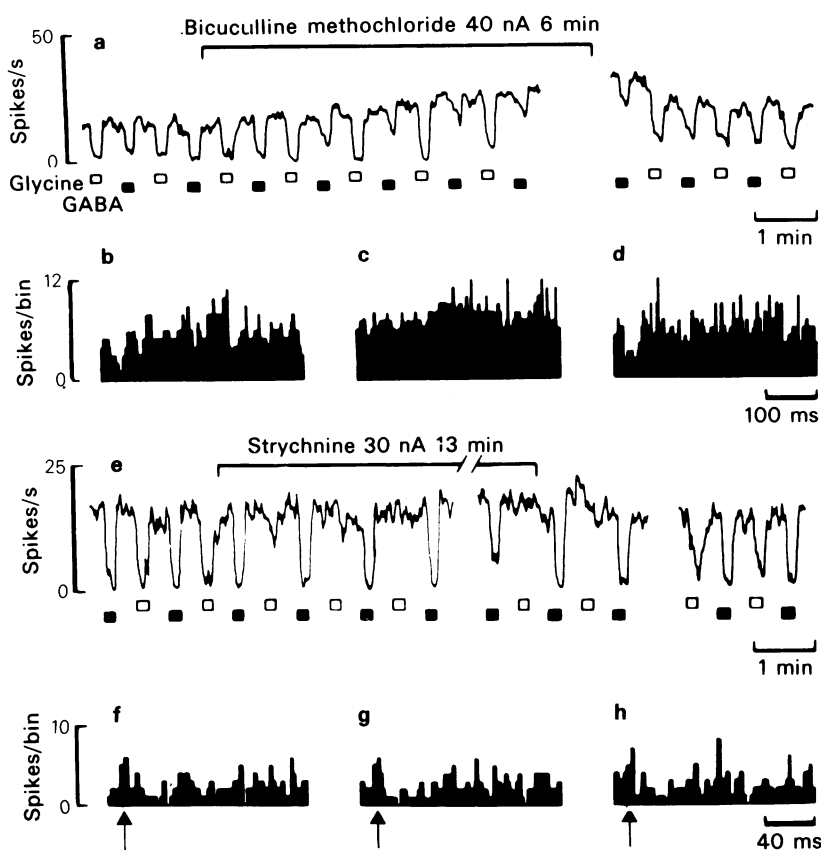 Bicuculline methochloride 40 nA 6 min
50
a
Spikes/s
0
Glycine
GABA
1 min
b
c
d
12
Spikes/bin
0
100 ms
Strychnine 30 nA 13 min
25
e
Spikes/s
0
1 min
f
g
h
10
Spikes/bin
0
40 ms